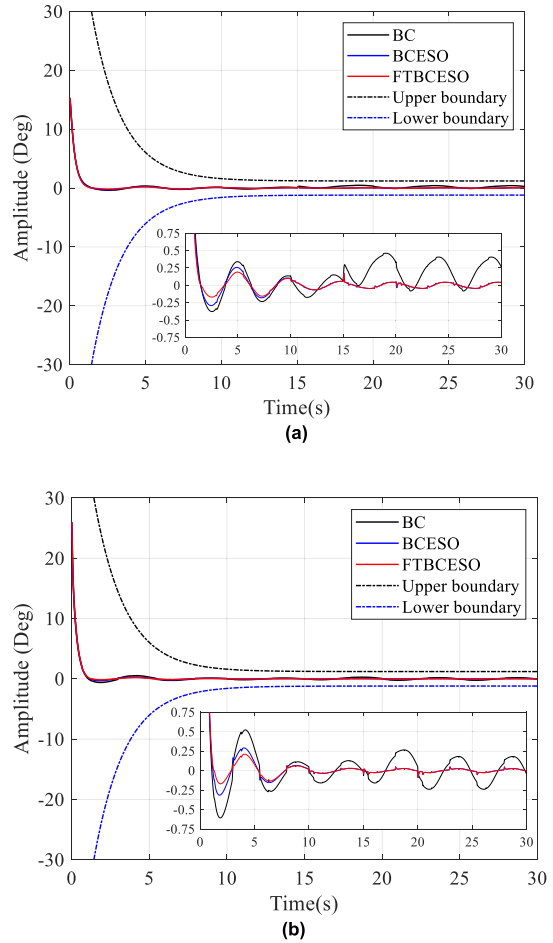 30
20
10
0
-10
-20
-30
Amplitude (Deg)
BC
BCESO
FTBCESO
Upper boundary
Lower boundary
0.75
0.5
0.25
0
-0.25
-0.5
-0.75
0 5 10 15 20 25 30
0 5 10 15 20 25 30
Time(s)
(a)
30
20
10
0
-10
-20
-30
Amplitude (Deg)
BC
BCESO
FTBCESO
Upper boundary
Lower boundary
0.75
0.5
0.25
0
-0.25
-0.5
-0.75
0 5 10 15 20 25 30
0 5 10 15 20 25 30
Time(s)
(b)